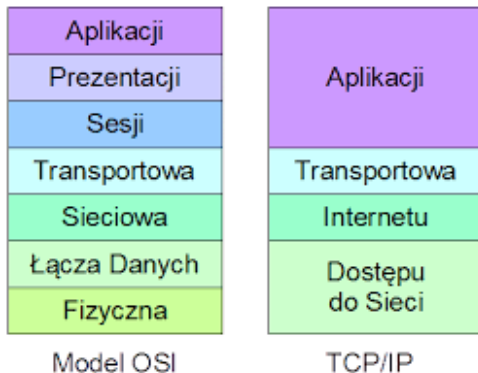 Aplikacji
Prezentacji
Sesji
Transportowa
Sieciowa
Łącza Danych
Fizyczna
Model OSI
Aplikacji
Transportowa
Internetu
Dostępu
do Sieci
TCP/IP